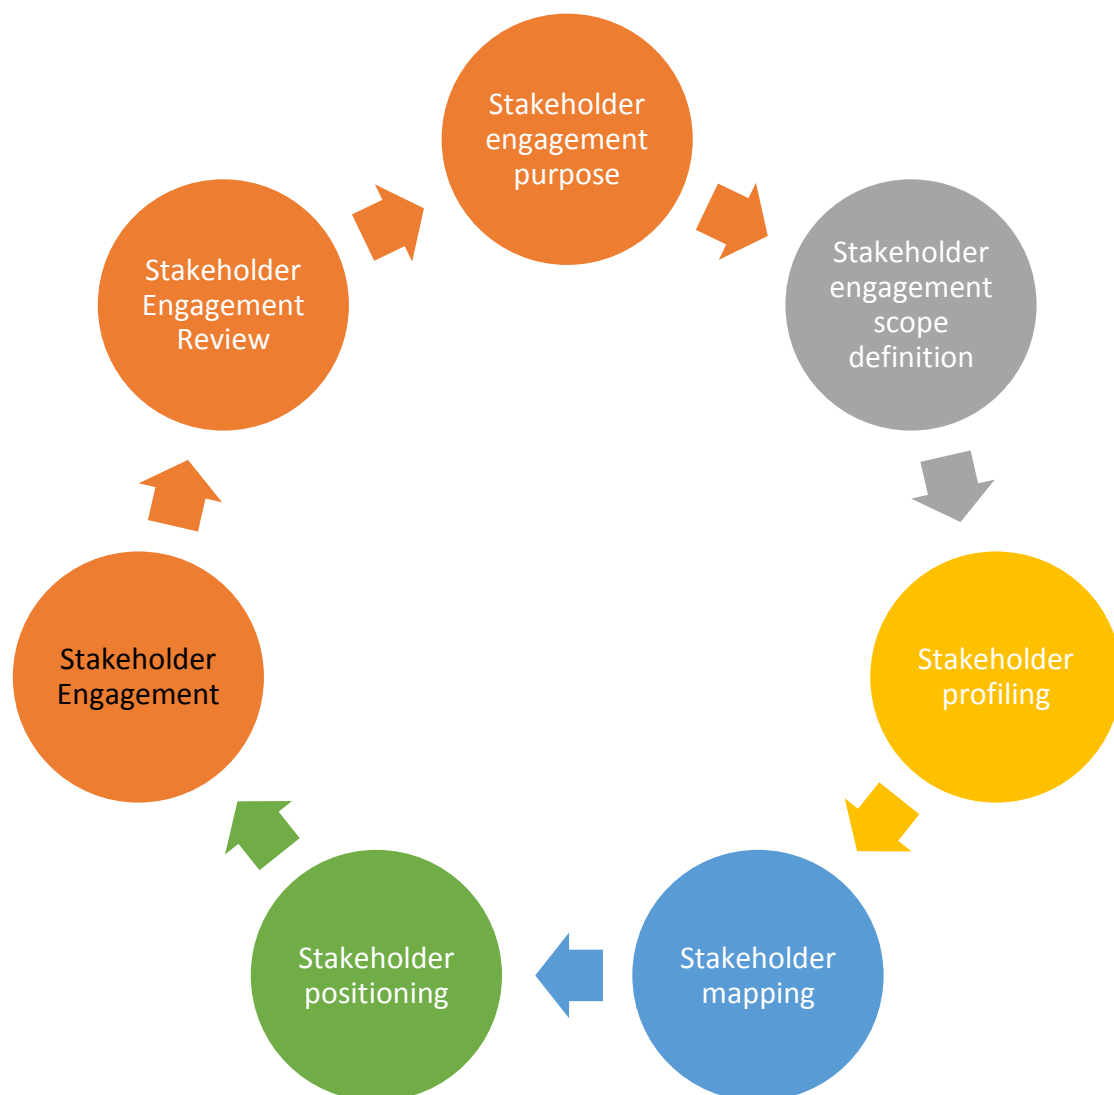 Stakeholder
engagement
purpose
Stakeholder
engagement
scope
definition
Stakeholder
profiling
Stakeholder
mapping
Stakeholder
positioning
Stakeholder
Engagement
Stakeholder
Engagement
Review